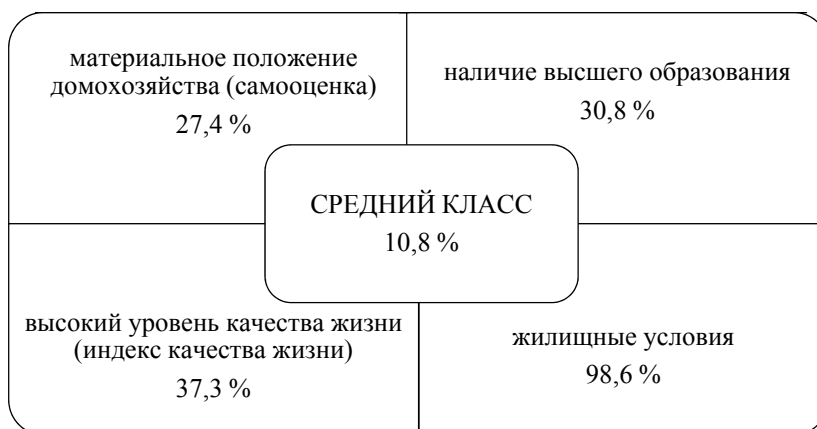 материальное положение
домохозяйства (самооценка)
27,4 %
наличие высшего образования
30,8 %
СРЕДНИЙ КЛАСС
10,8 %
высокий уровень качества жизни
(индекс качества жизни)
37,3 %
жилищные условия
98,6 %